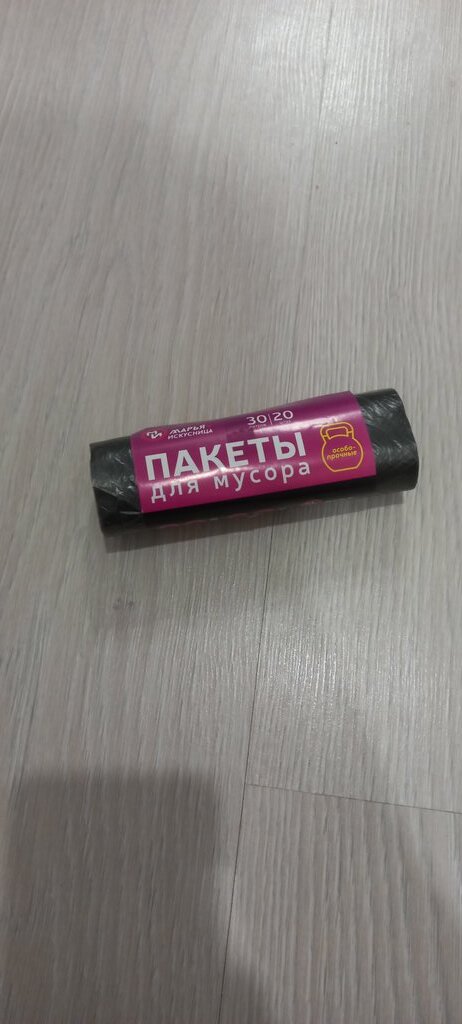 МАРЬЯ
ИСКУСНИЦА
30|20
ПАКЕТЫ
для мусора
особо-
прочные